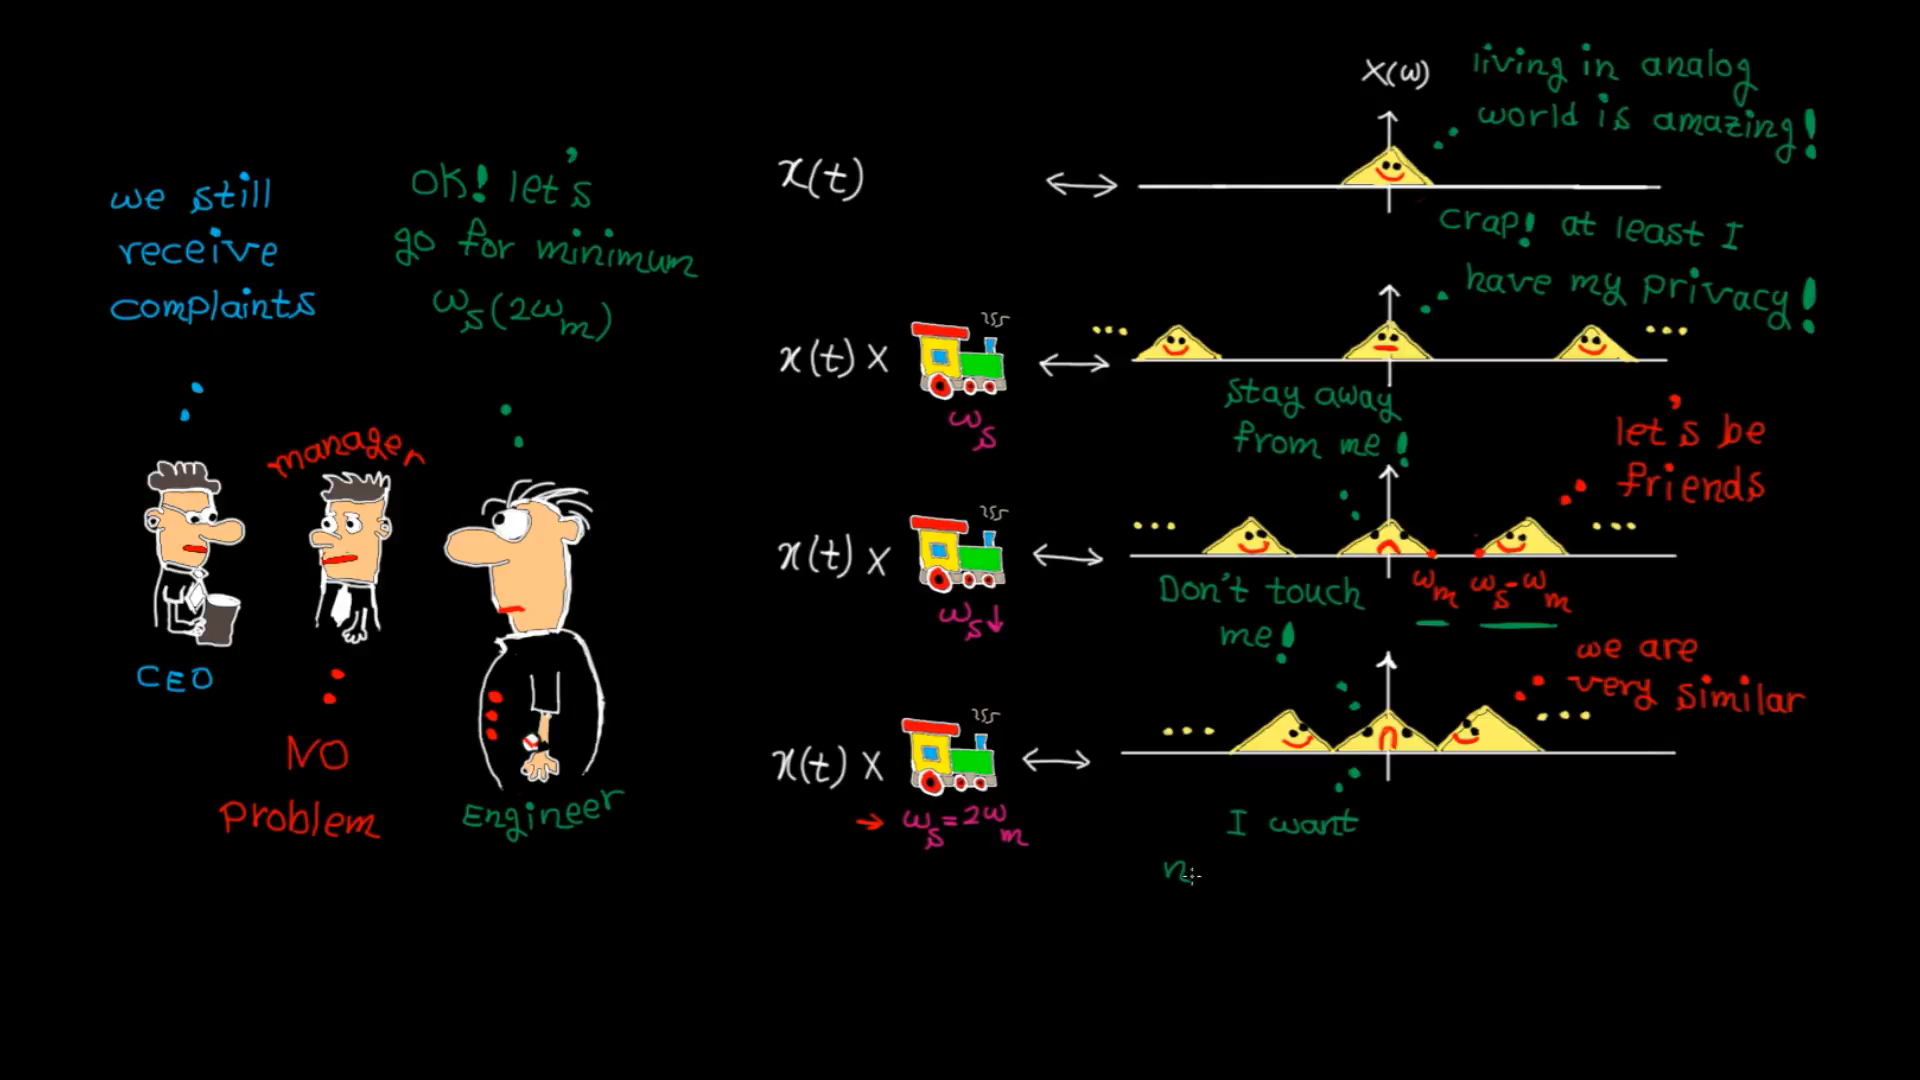 we still
receive
complaints
OK! let's
go for minimum
ωs(2ωm)
manager
CEO
NO
Problem
Engineer
X(ω)
living in analog
world is amazing!
x(t)
crap! at least I
have my privacy!
x(t) ×
ωs
stay away
from me!
let's be
friends
x(t) ×
ωs↓
ωm ωs-ωm
Don't touch
me!
we are
very similar
x(t) ×
→ ωs=2ωm
I want
n